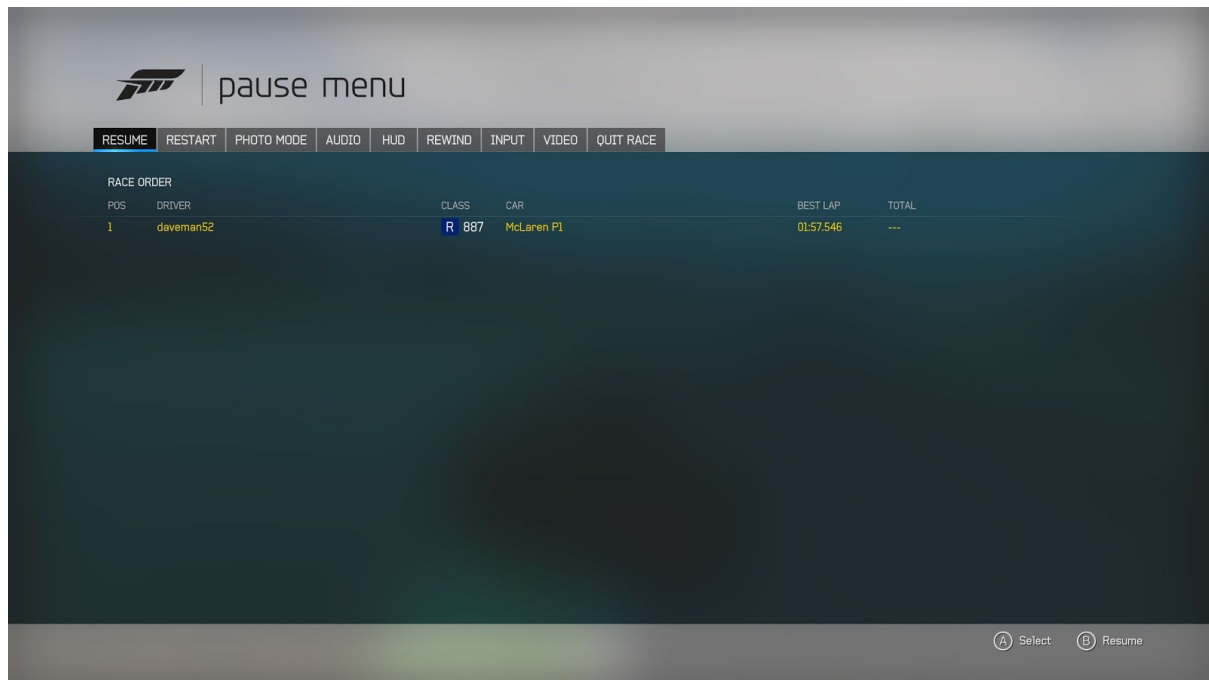 pause menu
RESUME RESTART PHOTO MODE AUDIO HUD REWIND INPUT VIDEO QUIT RACE
RACE ORDER
POS DRIVER CLASS CAR BEST LAP TOTAL
1 daveman52 R 887 McLaren P1 01:57.546 ---
A Select B Resume